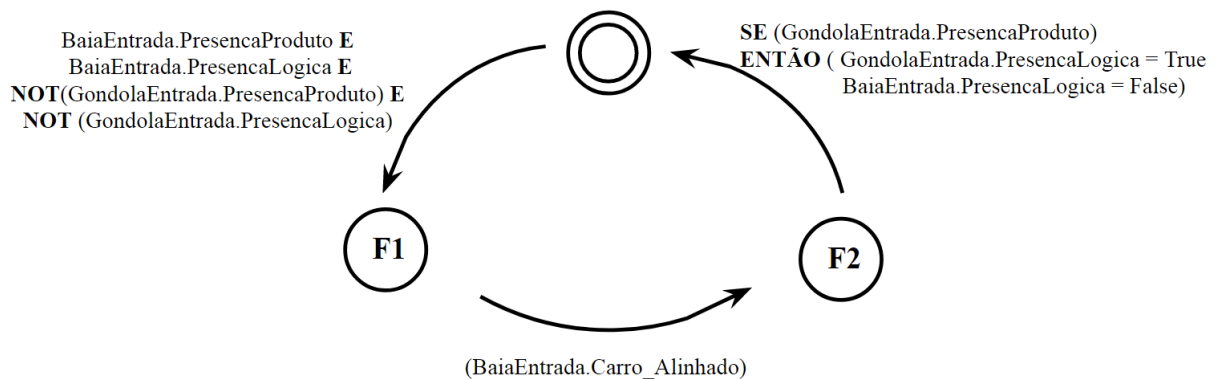 BaiaEntrada.PresencaProduto E
BaiaEntrada.PresencaLogica E
NOT(GondolaEntrada.PresencaProduto) E
NOT (GondolaEntrada.PresencaLogica)
SE (GondolaEntrada.PresencaProduto)
ENTÃO ( GondolaEntrada.PresencaLogica = True
BaiaEntrada.PresencaLogica = False)
F1
F2
(BaiaEntrada.Carro_Alinhado)